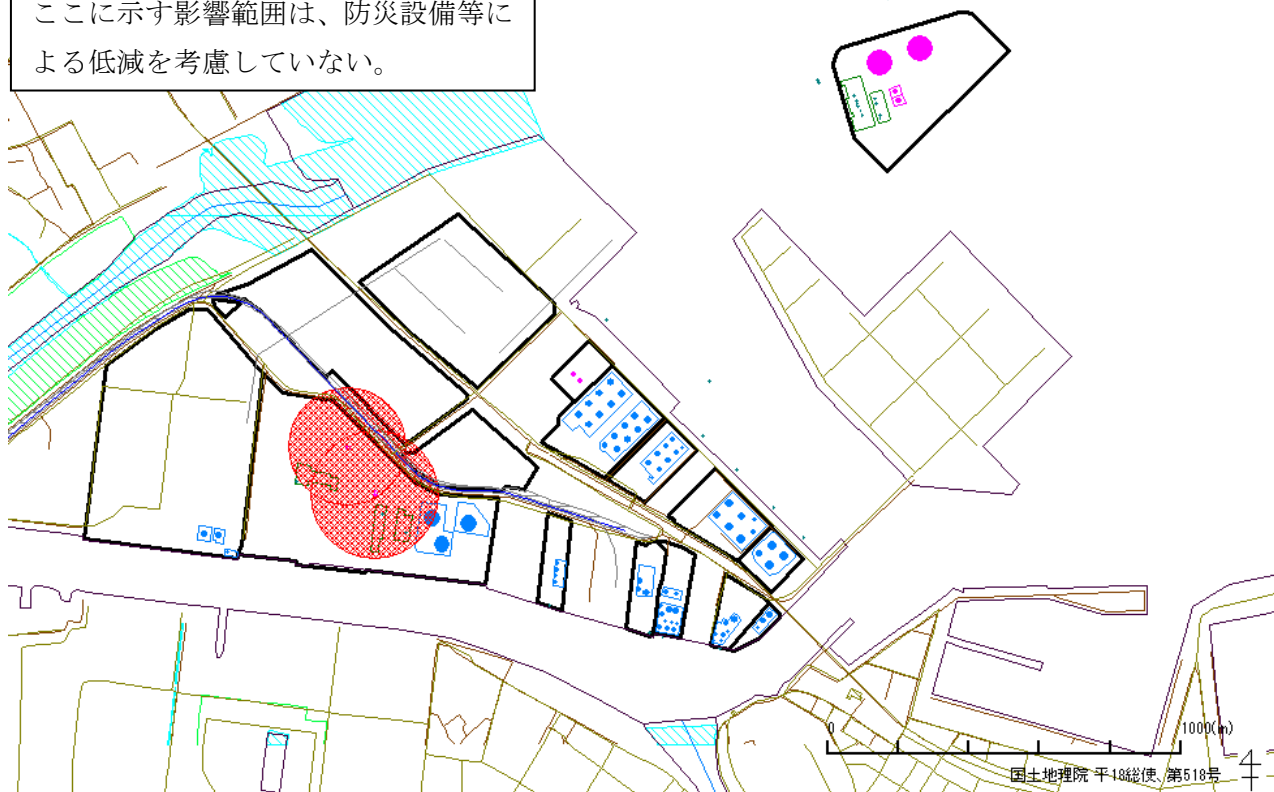 ここに示す影響範囲は、防災設備等に
よる低減を考慮していない。
0
1000(m)
国土地理院 平18総使、第518号